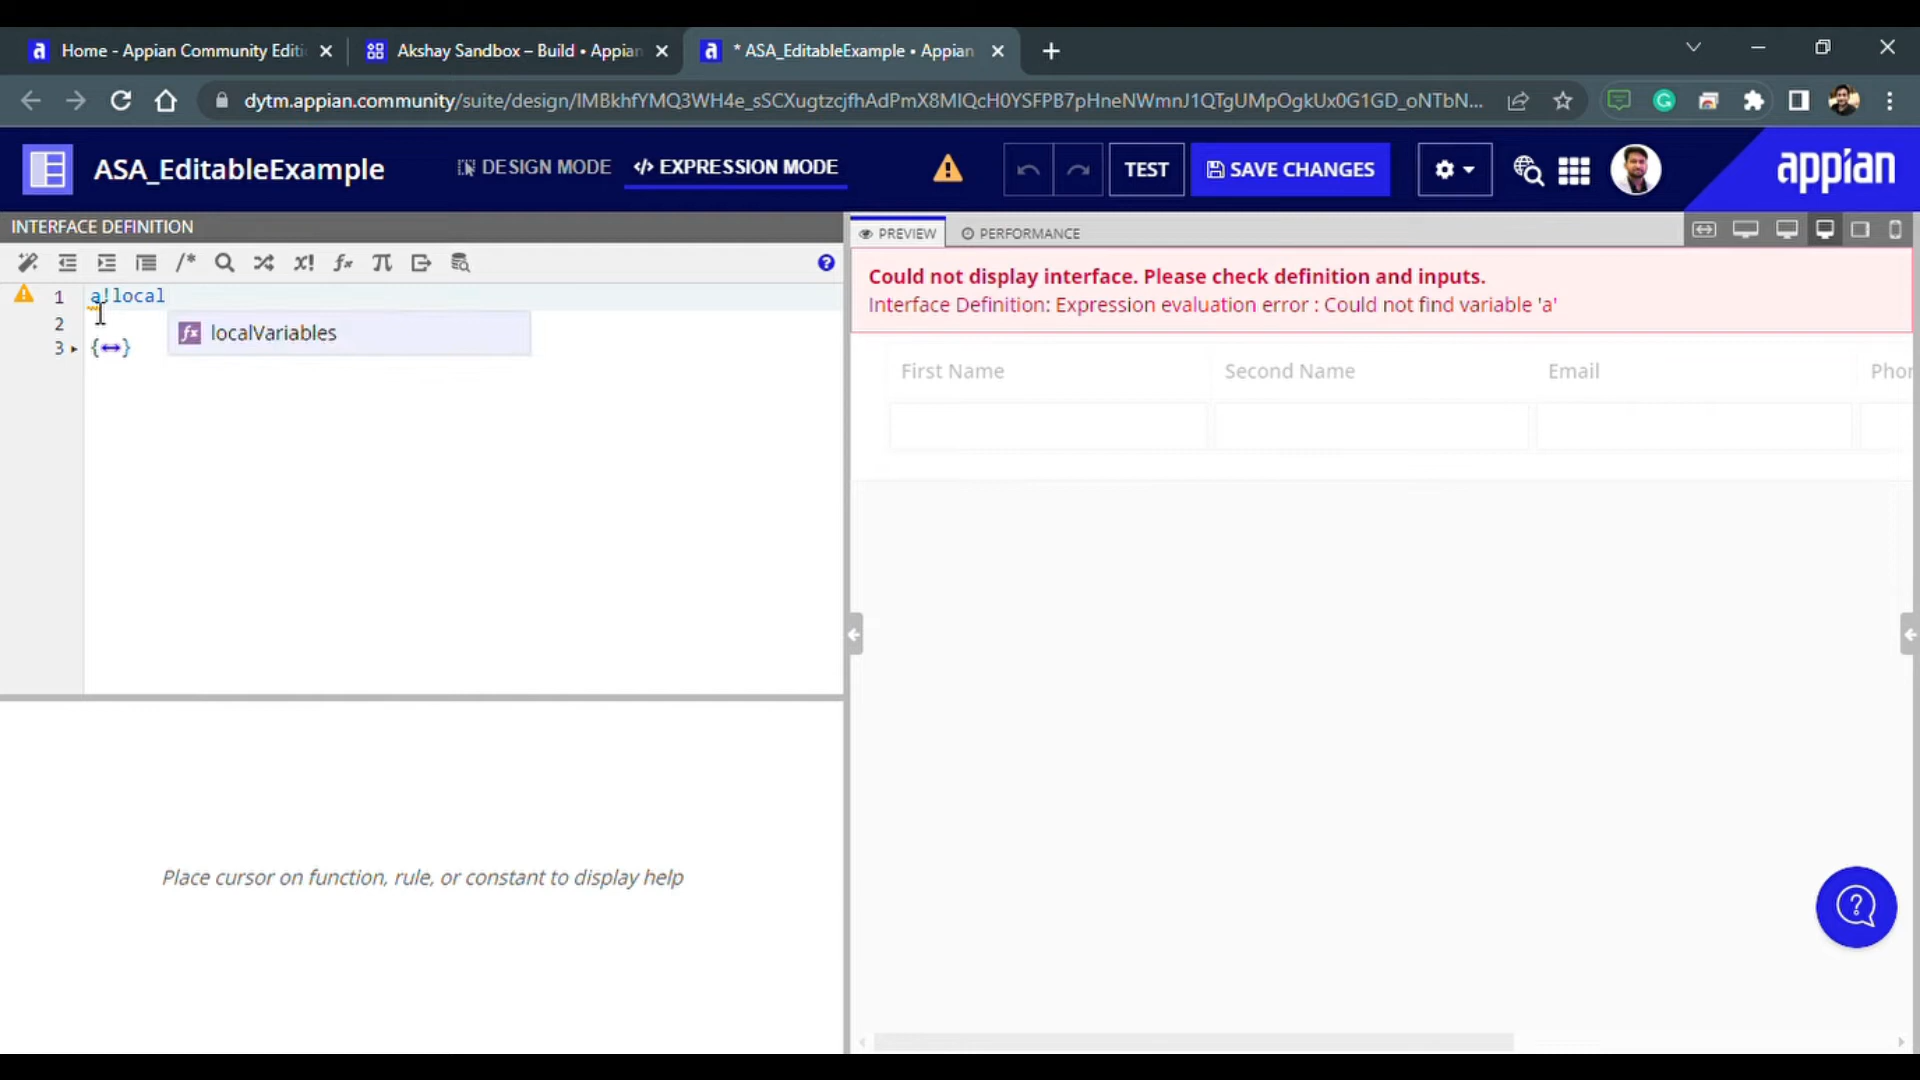 Home - Appian Community Editi
Akshay Sandbox – Build • Appian
* ASA_EditableExample • Appian
dytm.appian.community/suite/design/lMBkhfYMQ3WH4e_sSCXugtzcjfhAdPmX8MlQcH0YSFPB7pHneNWmnJ1QTgUMpOgkUx0G1GD_oNTbN...
ASA_EditableExample
DESIGN MODE
EXPRESSION MODE
TEST
SAVE CHANGES
appian
INTERFACE DEFINITION
PREVIEW
PERFORMANCE
1 a!local
2
3 {↔}
localVariables
Could not display interface. Please check definition and inputs.
Interface Definition: Expression evaluation error : Could not find variable 'a'
First Name
Second Name
Email
Phor
Place cursor on function, rule, or constant to display help